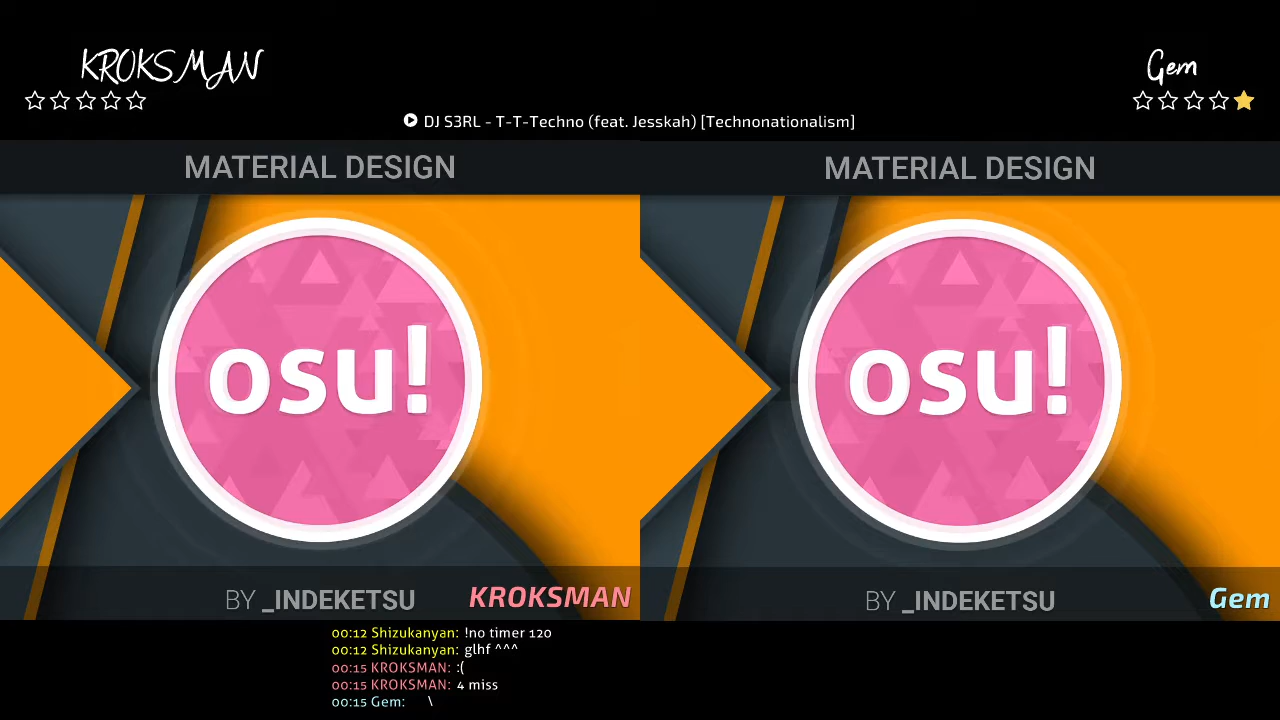 KROKSMAN
Gem
DJ S3RL - T-T-Techno (feat. Jesskah) [Technonationalism]
MATERIAL DESIGN
MATERIAL DESIGN
osu!
osu!
BY _INDEKETSU
KROKSMAN
BY _INDEKETSU
Gem
00:12 Shizukanyan: !no timer 120
00:12 Shizukanyan: glhf ^^^
00:15 KROKSMAN: :(
00:15 KROKSMAN: 4 miss
00:15 Gem: \